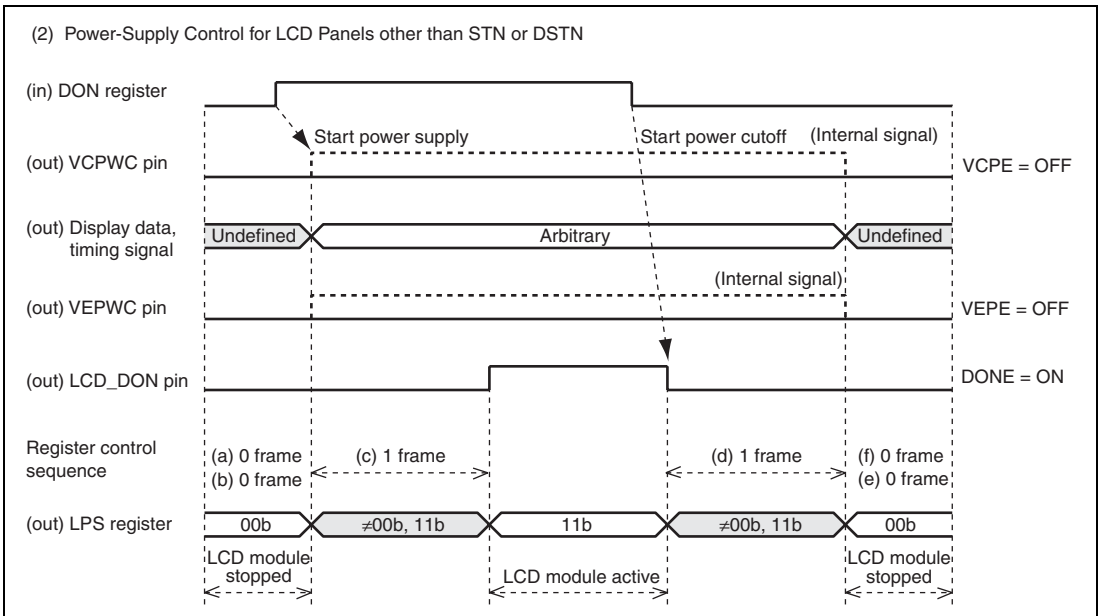 (2) Power-Supply Control for LCD Panels other than STN or DSTN
(in) DON register
Start power supply
Start power cutoff
(Internal signal)
(out) VCPWC pin
VCPE = OFF
(out) Display data,
timing signal
Undefined
Arbitrary
Undefined
(Internal signal)
(out) VEPWC pin
VEPE = OFF
(out) LCD_DON pin
DONE = ON
Register control
sequence
(a) 0 frame
(b) 0 frame
(c) 1 frame
(d) 1 frame
(f) 0 frame
(e) 0 frame
(out) LPS register
00b
≠00b, 11b
11b
≠00b, 11b
00b
LCD module
stopped
LCD module active
LCD module
stopped